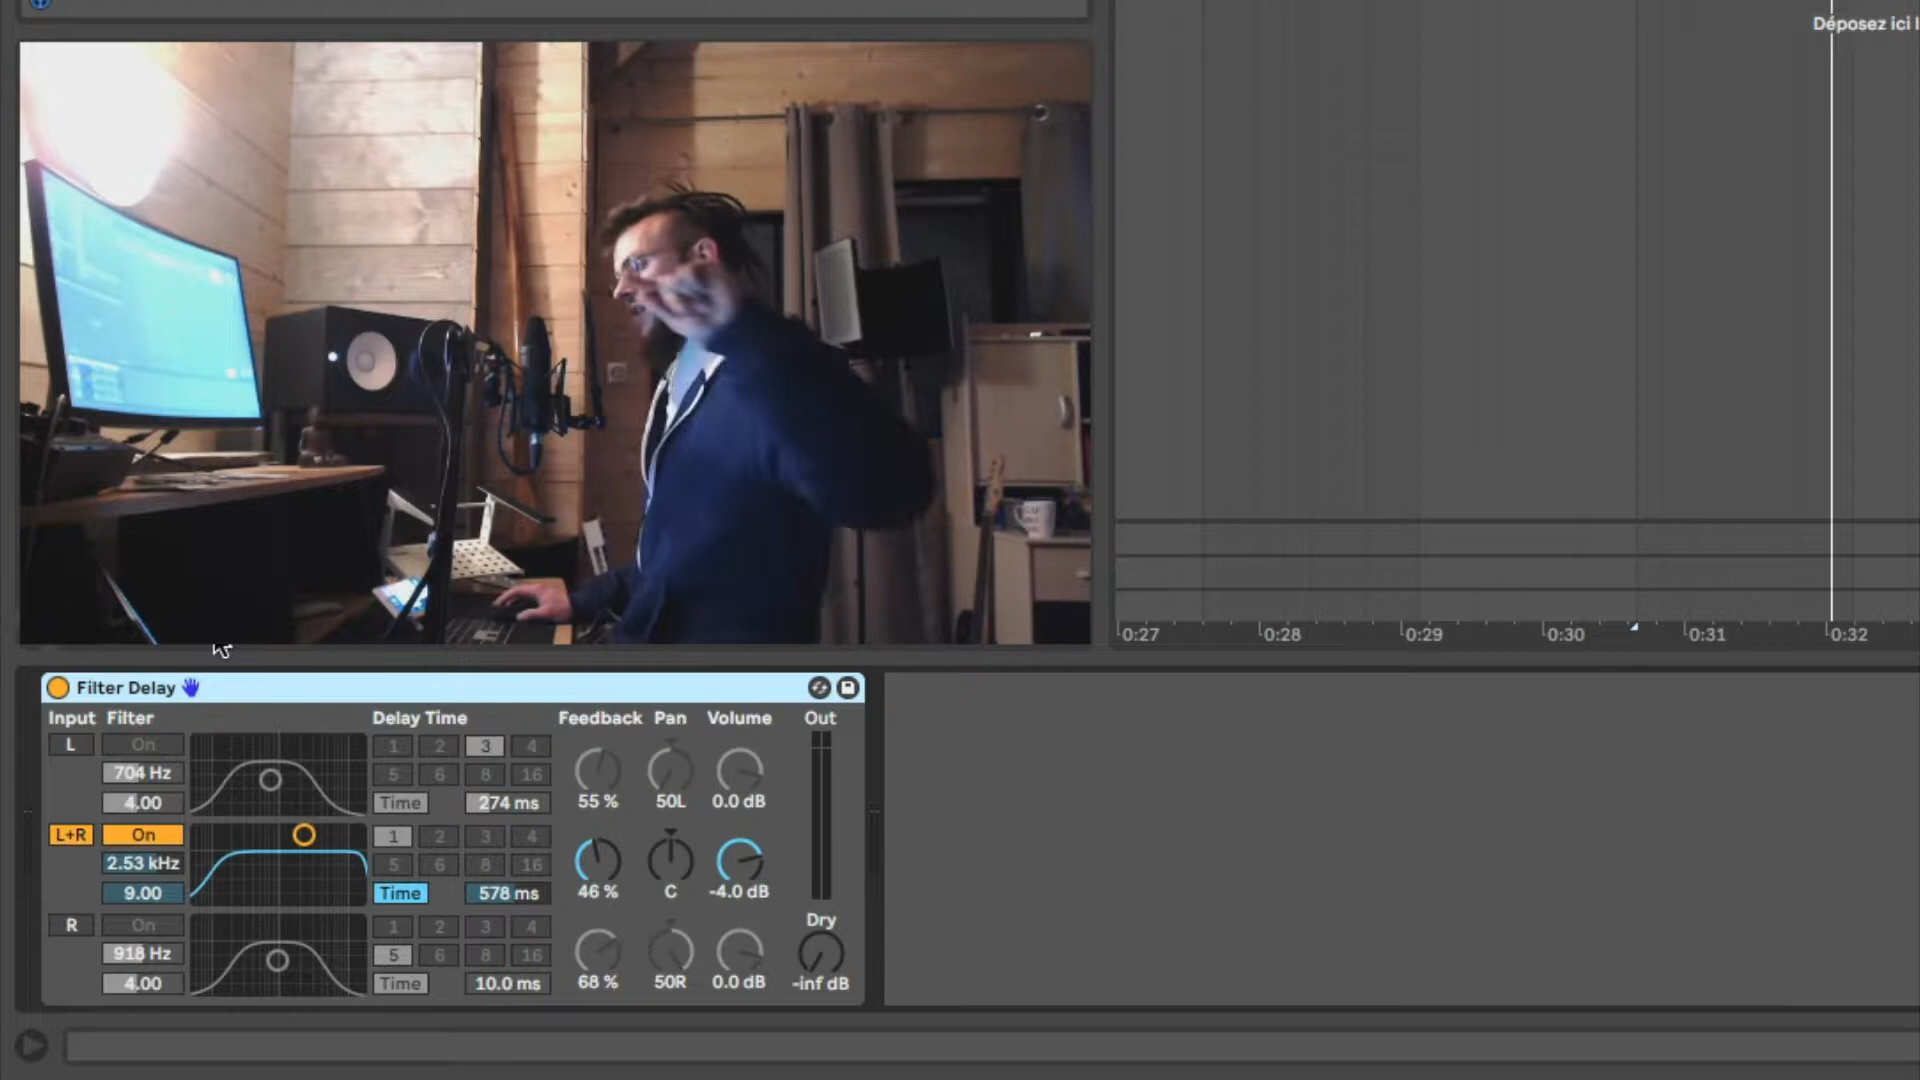 Déposez ici l
0:27 0:28 0:29 0:30 0:31 0:32
Filter Delay
Input Filter Delay Time Feedback Pan Volume Out
L On 1 2 3 4
704 Hz 5 6 8 16
4.00 Time 274 ms 55 % 50L 0.0 dB
L+R On 1 2 3 4
2.53 kHz 5 6 8 16
9.00 Time 578 ms 46 % C -4.0 dB
R On 1 2 3 4 Dry
918 Hz 5 6 8 16
4.00 Time 10.0 ms 68 % 50R 0.0 dB -inf dB